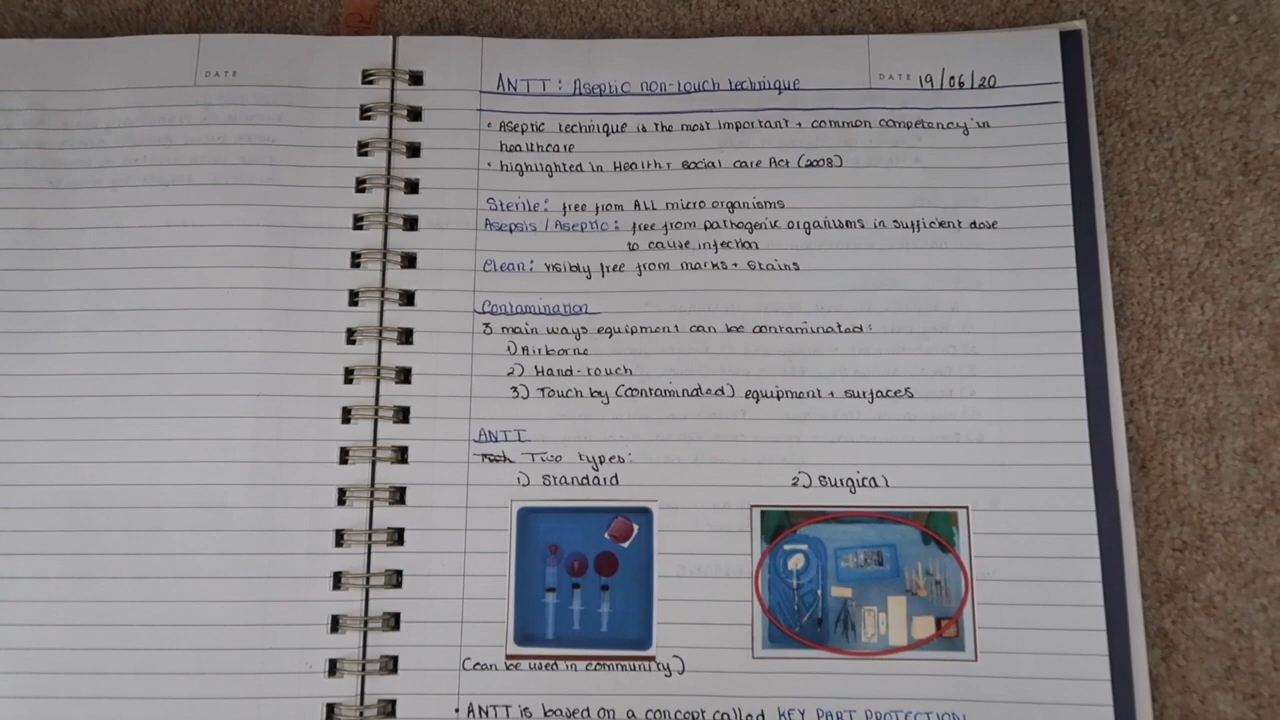 DATE
ANTT: Aseptic non-touch technique
DATE 19/06/20
• Aseptic technique is the most important + common competency in
healthcare
• highlighted in Health + social care Act (2008)
Sterile: free from ALL micro organisms
Asepsis / Aseptic: free from pathogenic organisms in sufficient dose
to cause infection
Clean: visibly free from marks + stains
Contamination
3 main ways equipment can be contaminated:
1) Airborne
2) Hand-touch
3) Touch by (contaminated) equipment + surfaces
ANTT
Two types:
1) Standard
2) Surgical
(can be used in community)
• ANTT is based on a concept called KEY PART PROTECTION